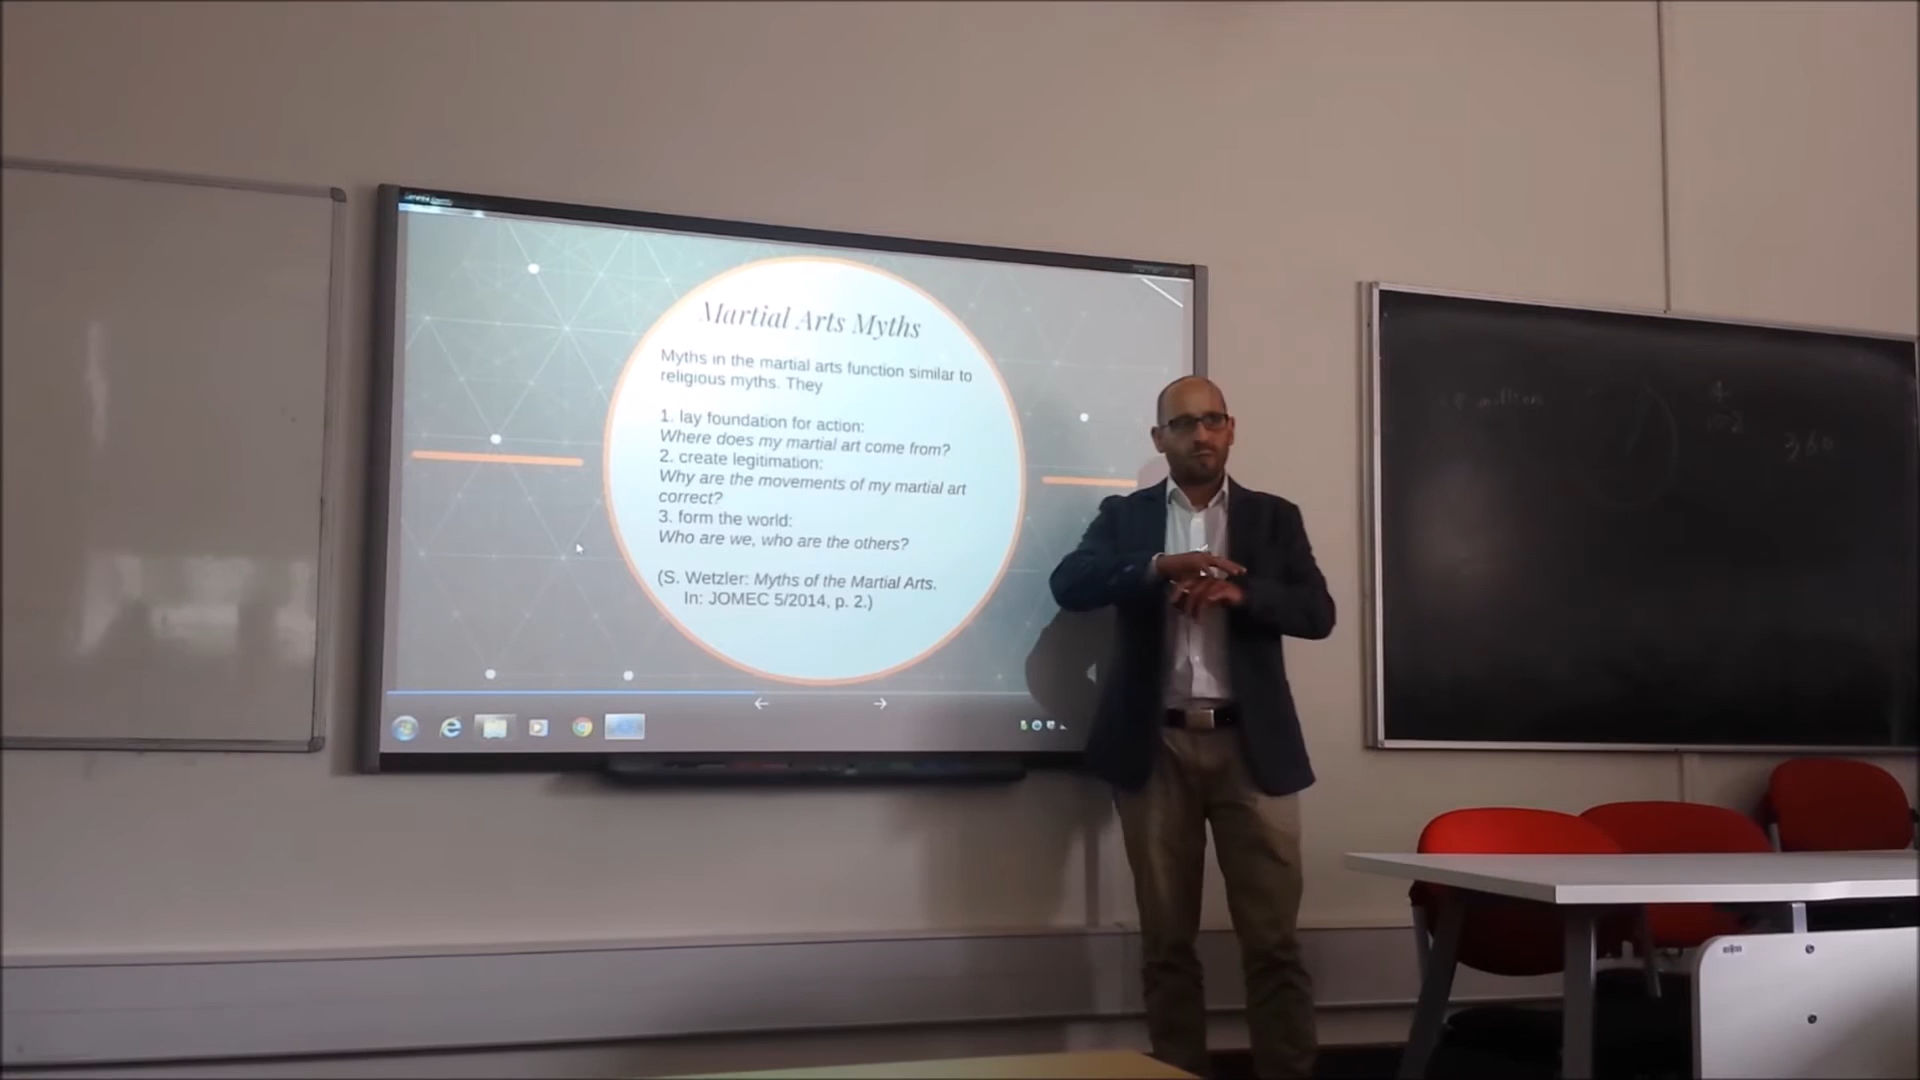 Martial Arts Myths
Myths in the martial arts function similar to
religious myths. They
1. lay foundation for action:
Where does my martial art come from?
2. create legitimation:
Why are the movements of my martial art
correct?
3. form the world:
Who are we, who are the others?
(S. Wetzler: Myths of the Martial Arts.
In: JOMEC 5/2014, p. 2.)
million
360